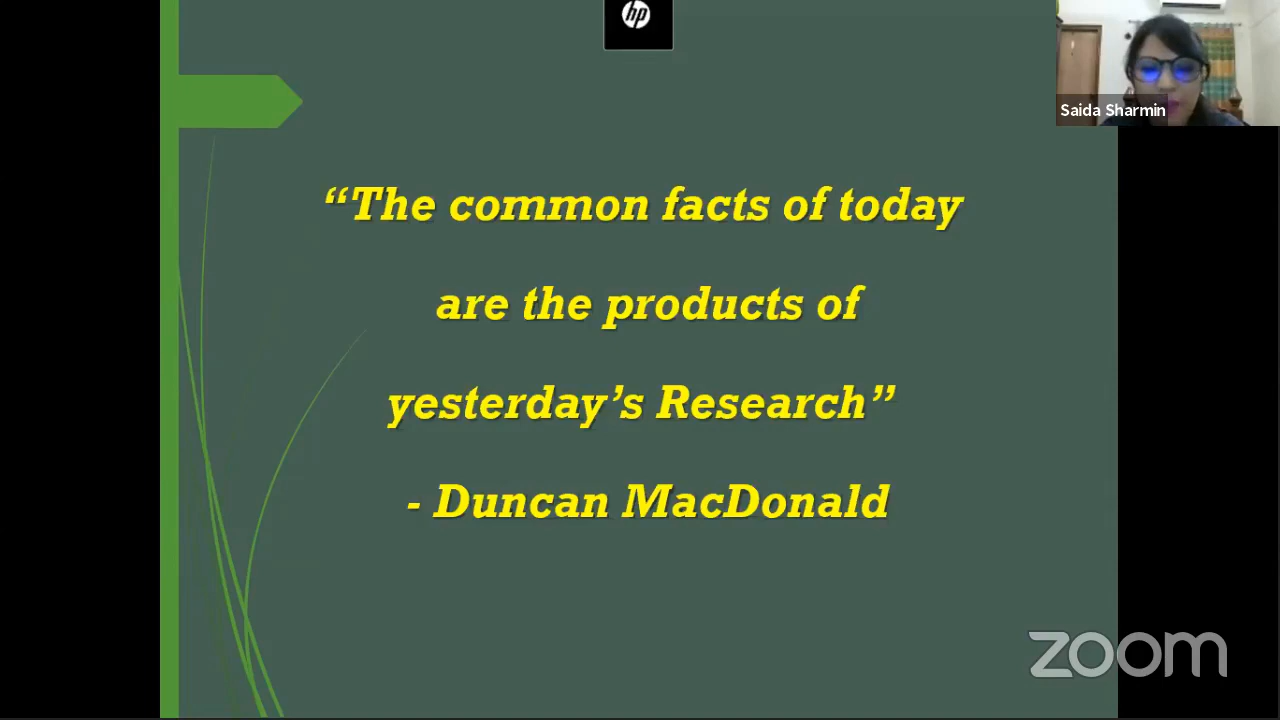 hp
Saida Sharmin
“The common facts of today
are the products of
yesterday’s Research”
- Duncan MacDonald
zoom